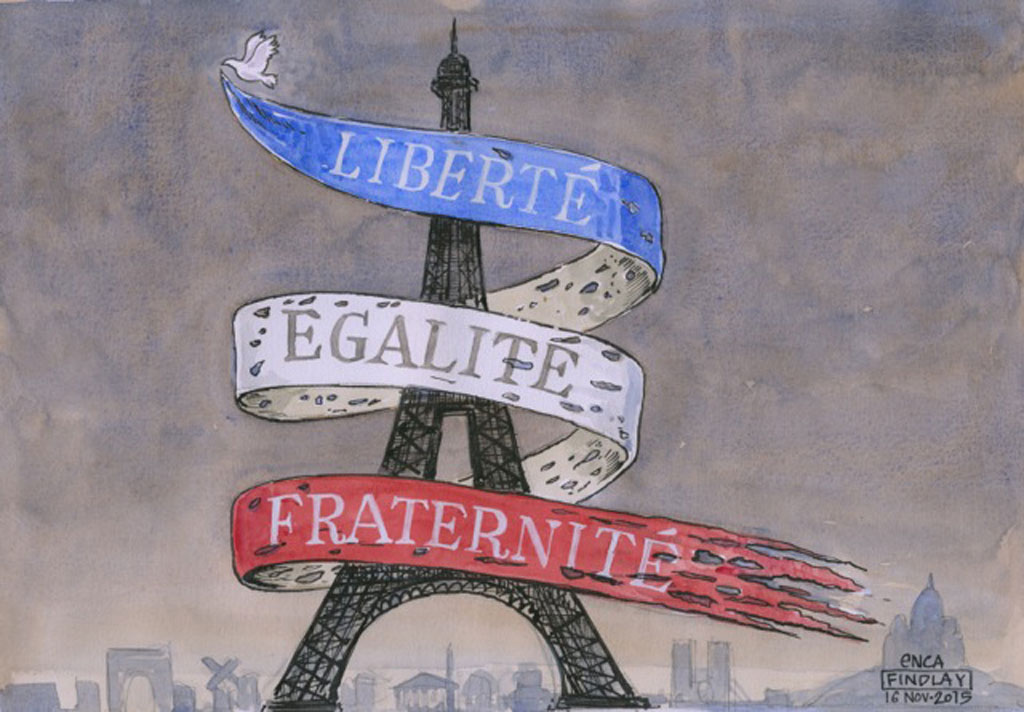 LIBERTÉ
ÉGALITÉ
FRATERNITÉ
ENCA
FINDLAY
16 NOV-2015